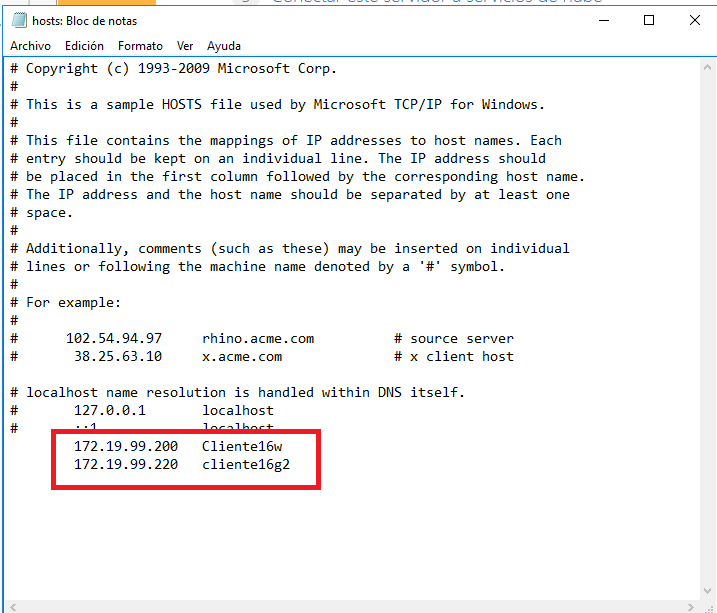 Conectar este servidor a servicios de nube
hosts: Bloc de notas
Archivo Edición Formato Ver Ayuda
# Copyright (c) 1993-2009 Microsoft Corp.
#
# This is a sample HOSTS file used by Microsoft TCP/IP for Windows.
#
# This file contains the mappings of IP addresses to host names. Each
# entry should be kept on an individual line. The IP address should
# be placed in the first column followed by the corresponding host name.
# The IP address and the host name should be separated by at least one
# space.
#
# Additionally, comments (such as these) may be inserted on individual
# lines or following the machine name denoted by a '#' symbol.
#
# For example:
#
# 102.54.94.97 rhino.acme.com # source server
# 38.25.63.10 x.acme.com # x client host
# localhost name resolution is handled within DNS itself.
# 127.0.0.1 localhost
# ::1 localhost
172.19.99.200 Cliente16w
172.19.99.220 cliente16g2